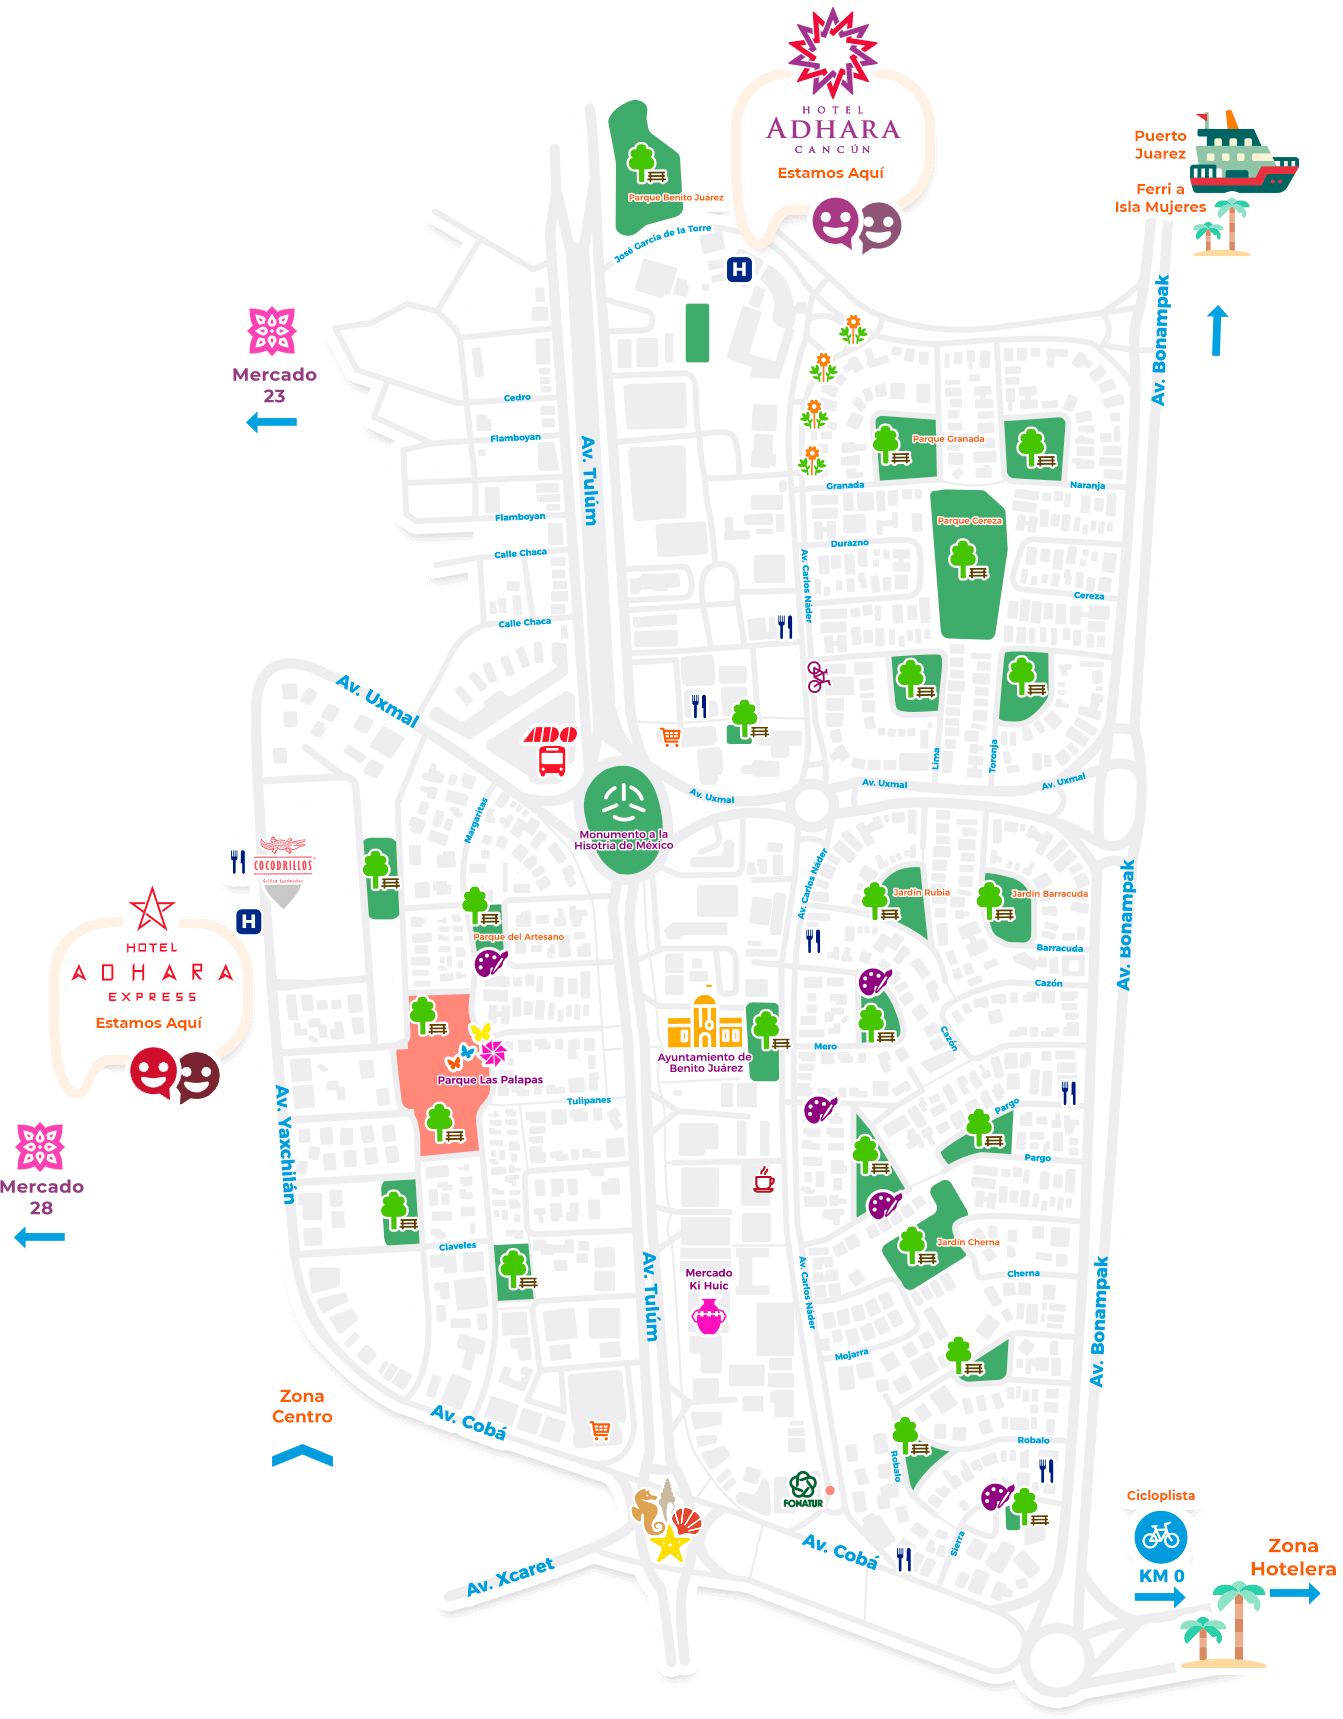 HOTEL
ADHARA
CANCÚN
Estamos Aquí
Puerto
Juarez
Ferri a
Isla Mujeres
Parque Benito Juárez
José García de la Torre
H
Av. Bonampak
Mercado
23
Cedro
Flamboyan
Av. Tulúm
Parque Granada
Granada
Naranja
Flamboyan
Parque Cereza
Calle Chaca
Durazno
Av. Carlos Náder
Cereza
Calle Chaca
Av. Uxmal
ADO
Lima
Toronja
Av. Uxmal
Av. Uxmal
Av. Uxmal
Margaritas
Monumento a la
Hisotria de México
COCODRILLOS
Grilled Sandwiches
Av. Carlos Náder
Jardín Rubia
Jardín Barracuda
Av. Bonampak
H
Parque del Artesano
Barracuda
Cazón
HOTEL
ADHARA
EXPRESS
Estamos Aquí
Cazón
Mero
Ayuntamiento de
Benito Juárez
Parque Las Palapas
Tulipanes
Pargo
Pargo
Av. Yaxchilán
Mercado
28
Claveles
Jardín Cherna
Cherna
Av. Tulúm
Mercado
Ki Huic
Av. Carlos Náder
Av. Bonampak
Mojarra
Zona
Centro
Av. Cobá
Robalo
Robalo
FONATUR
Cicloplista
Sierra
Av. Cobá
Av. Xcaret
KM 0
Zona
Hotelera